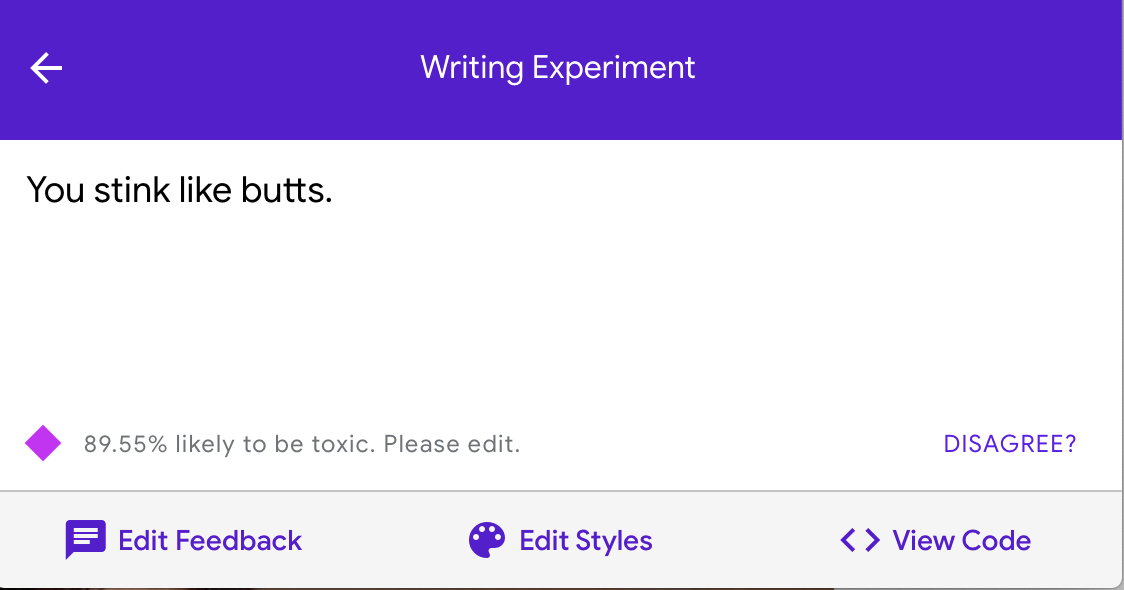 Writing Experiment
You stink like butts.
89.55% likely to be toxic. Please edit.
DISAGREE?
Edit Feedback
Edit Styles
View Code